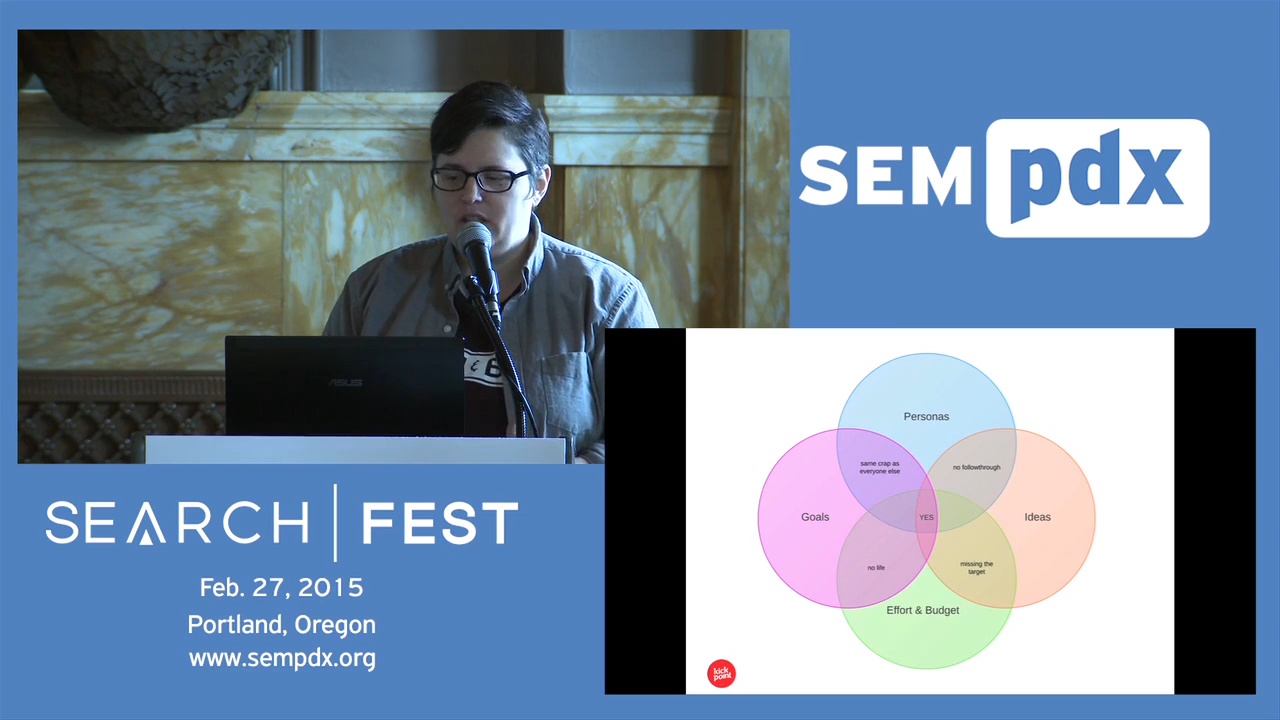 SEM pdx
ASUS
& B
SEARCH FEST
Feb. 27, 2015
Portland, Oregon
www.sempdx.org
Personas
same crap as
everyone else
no followthrough
Goals
YES
Ideas
no life
missing the
target
Effort & Budget
kick
point